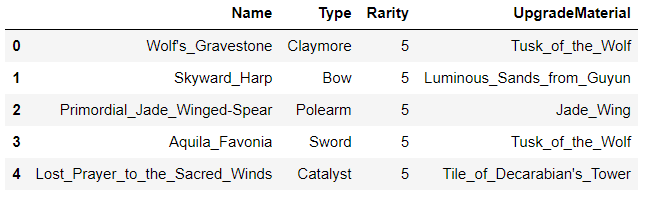 Name Type Rarity UpgradeMaterial
0 Wolf's_Gravestone Claymore 5 Tusk_of_the_Wolf
1 Skyward_Harp Bow 5 Luminous_Sands_from_Guyun
2 Primordial_Jade_Winged-Spear Polearm 5 Jade_Wing
3 Aquila_Favonia Sword 5 Tusk_of_the_Wolf
4 Lost_Prayer_to_the_Sacred_Winds Catalyst 5 Tile_of_Decarabian's_Tower